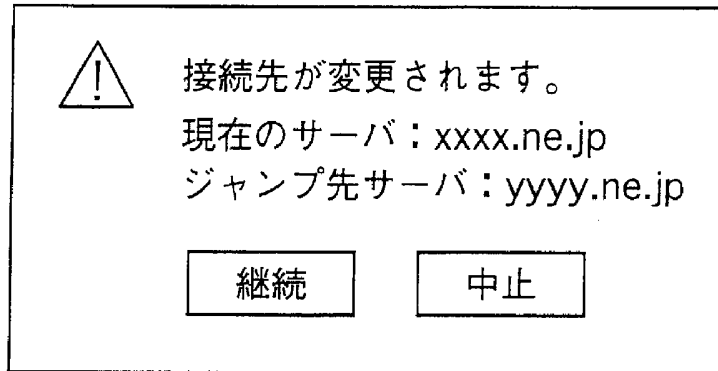 接続先が変更されます。
現在のサーバ：xxxx.ne.jp
ジャンプ先サーバ：yyyy.ne.jp
継続 中止